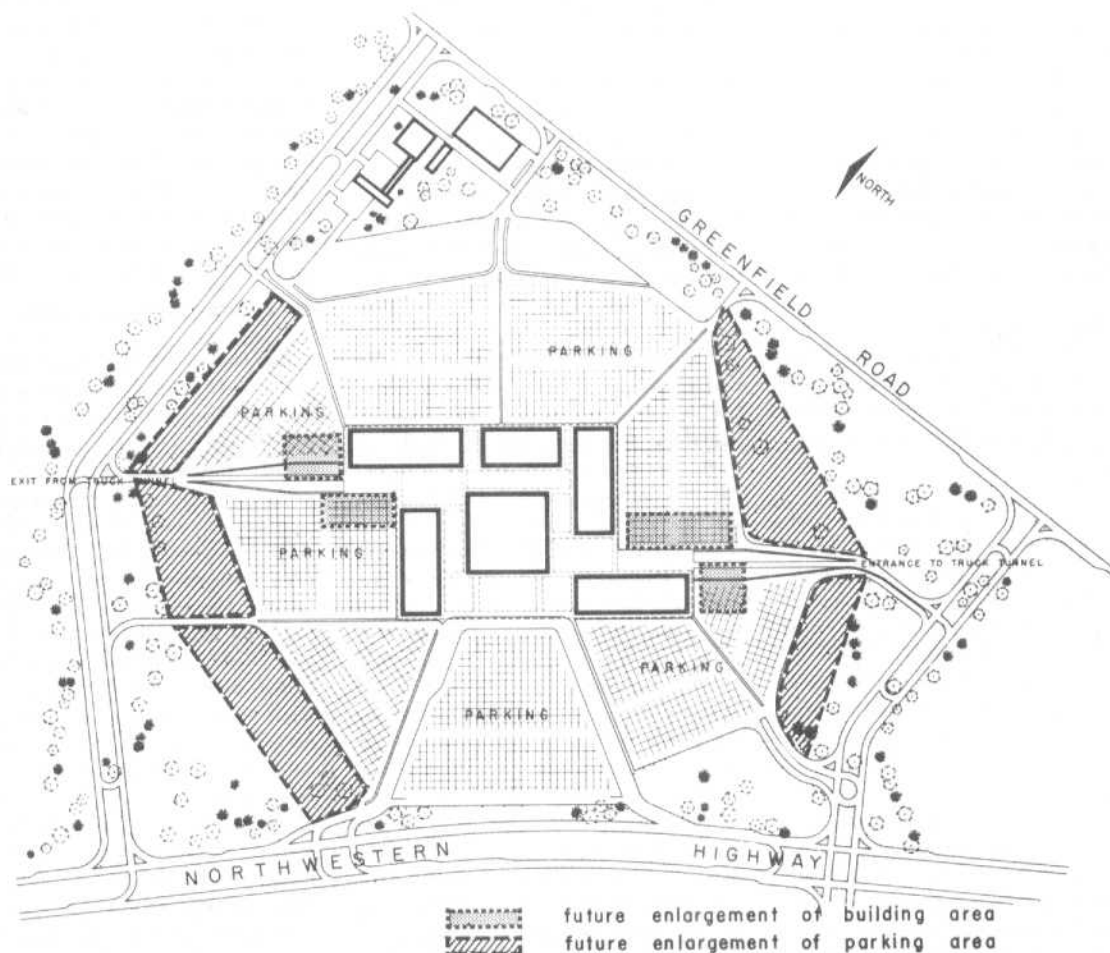 NORTH
GREENFIELD ROAD
PARKING
PARKING
EXIT FROM TRUCK TUNNEL
PARKING
ENTRANCE TO TRUCK TUNNEL
PARKING
PARKING
NORTHWESTERN HIGHWAY
future enlargement of building area
future enlargement of parking area